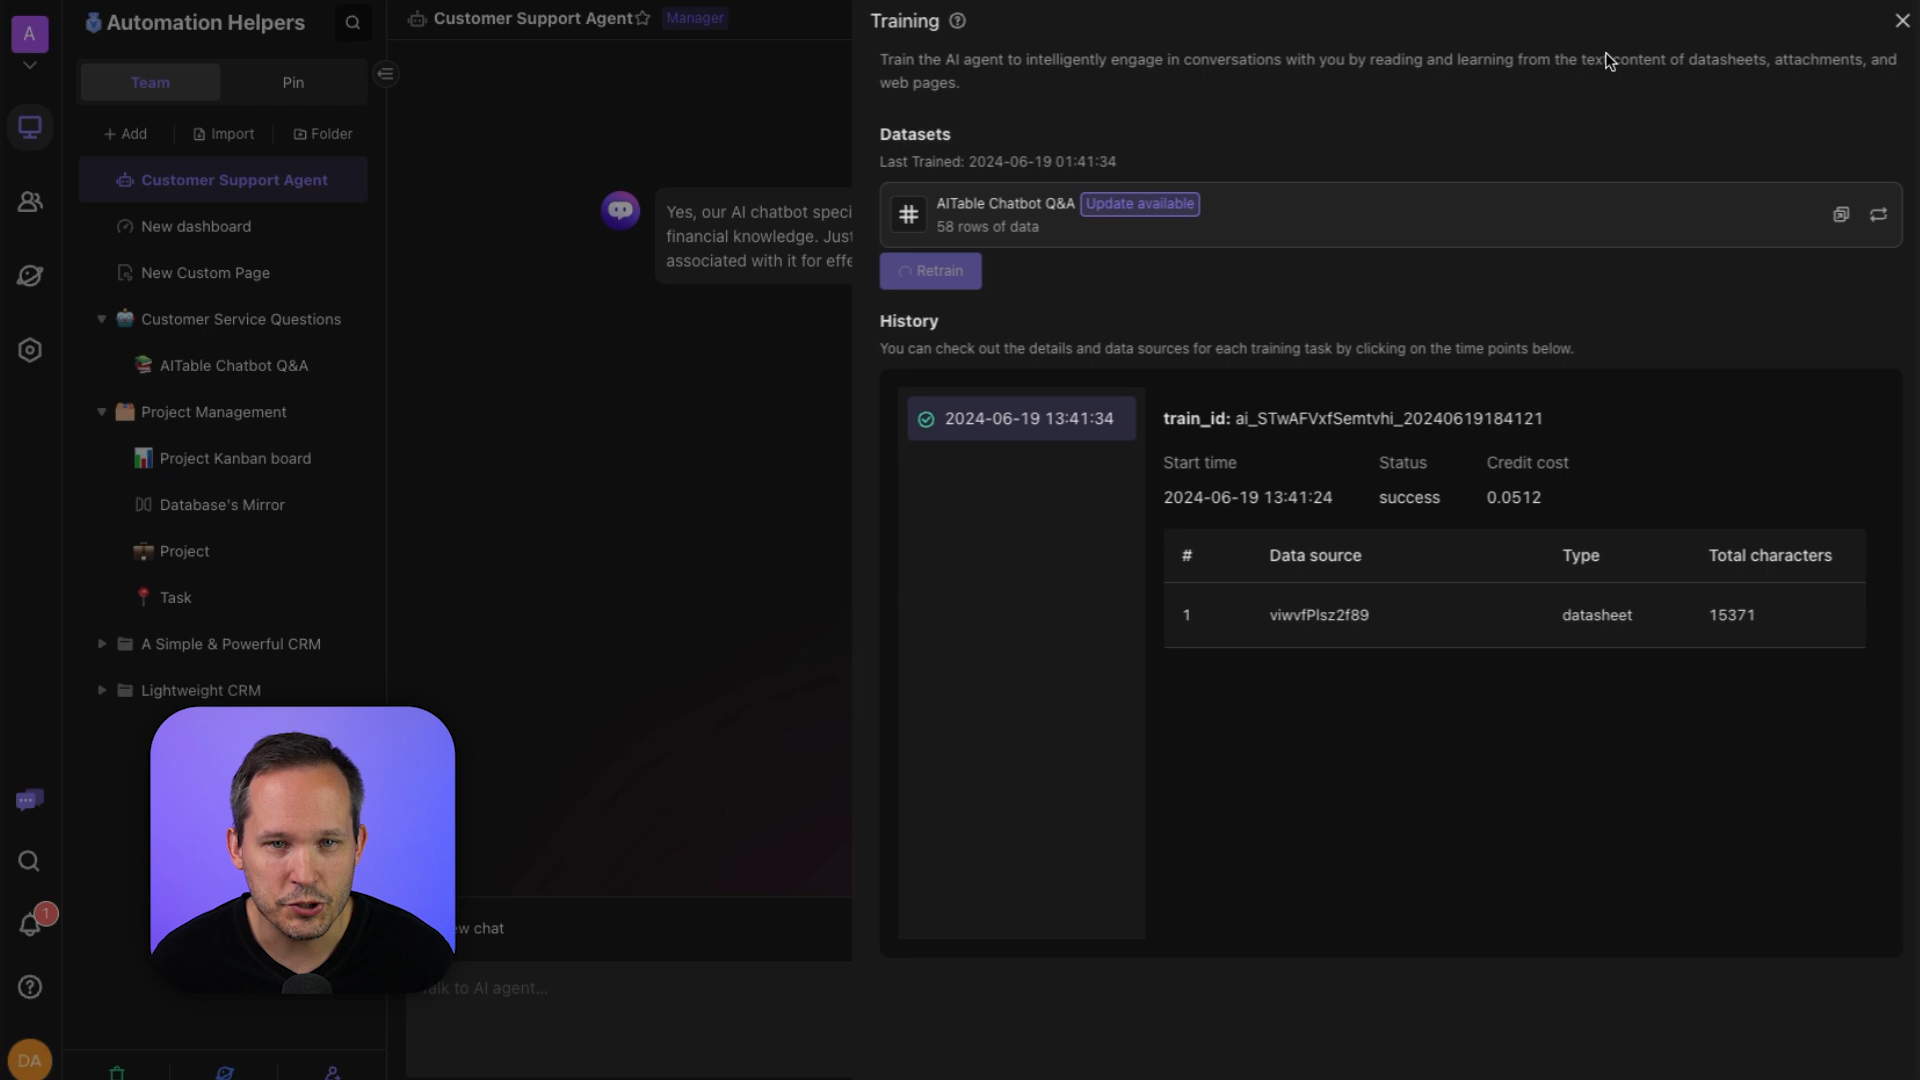 A
Automation Helpers
Team
Pin
Add
Import
Folder
Customer Support Agent
New dashboard
New Custom Page
Customer Service Questions
AITable Chatbot Q&A
Project Management
Project Kanban board
Database's Mirror
Project
Task
A Simple & Powerful CRM
Lightweight CRM
1
DA
Customer Support Agent
Manager
Yes, our AI chatbot speci
financial knowledge. Just
associated with it for effe
ew chat
alk to AI agent...
Training
Train the AI agent to intelligently engage in conversations with you by reading and learning from the text content of datasheets, attachments, and
web pages.
Datasets
Last Trained: 2024-06-19 01:41:34
AITable Chatbot Q&A Update available
58 rows of data
Retrain
History
You can check out the details and data sources for each training task by clicking on the time points below.
2024-06-19 13:41:34
train_id: ai_STwAFVxfSemtvhi_20240619184121
Start time Status Credit cost
2024-06-19 13:41:24 success 0.0512
# Data source Type Total characters
1 viwvfPlsz2f89 datasheet 15371